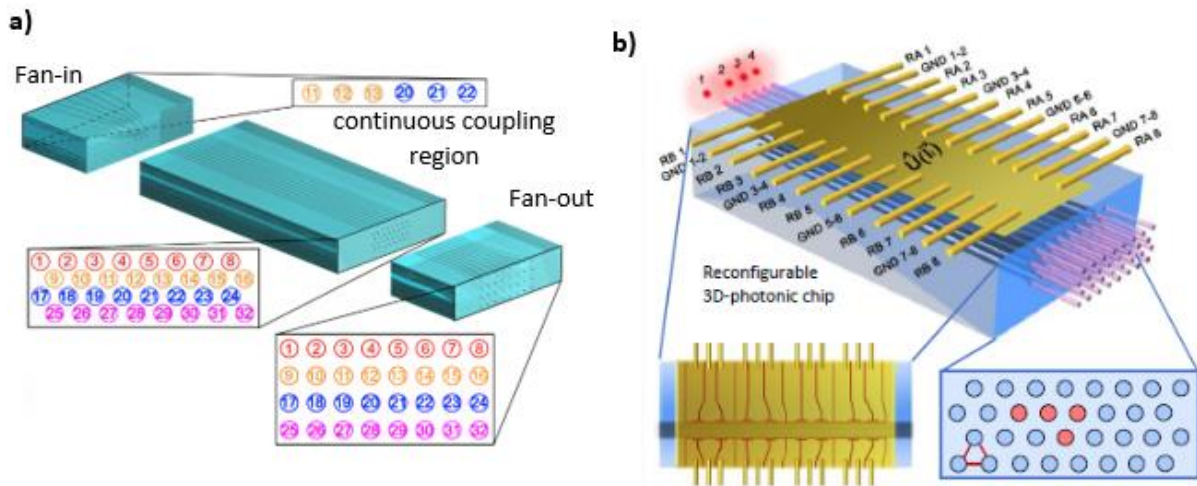 a)
Fan-in
11 12 13 20 21 22
continuous coupling
region
Fan-out
1 2 3 4 5 6 7 8
9 10 11 12 13 14 15 16
17 18 19 20 21 22 23 24
25 26 27 28 29 30 31 32
1 2 3 4 5 6 7 8
9 10 11 12 13 14 15 16
17 18 19 20 21 22 23 24
25 26 27 28 29 30 31 32
b)
1 2 3 4
RA 1
GND 1-2
RA 2
RA 3
GND 3-4
RA 4
RA 5
GND 5-6
RA 6
RA 7
GND 7-8
RA 8
RB 1
GND 1-2
RB 2
RB 3
GND 3-4
RB 4
RB 5
GND 5-6
RB 6
RB 7
GND 7-8
RB 8
Reconfigurable
3D-photonic chip